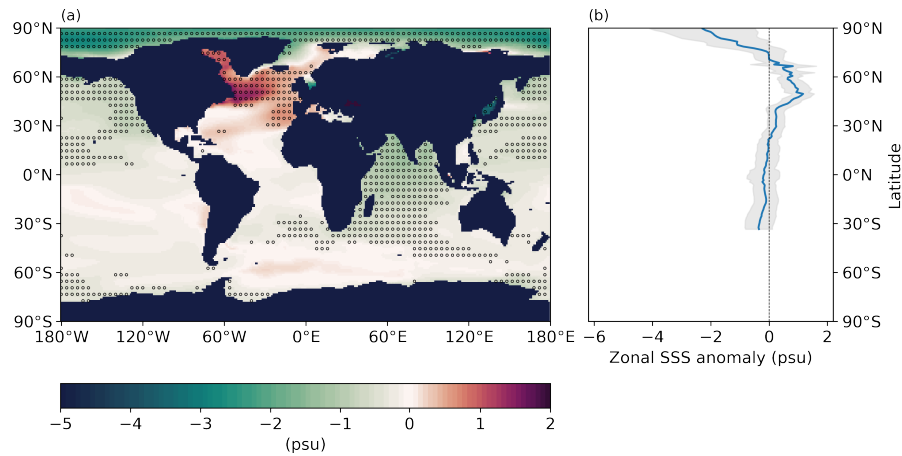 (a)
(b)
90°N 90°N
60°N 60°N
30°N 30°N
0°N 0°N
30°S 30°S
60°S 60°S
90°S 90°S
Latitude
180°W 120°W 60°W 0°E 60°E 120°E 180°E
−6 −4 −2 0 2
Zonal SSS anomaly (psu)
−5 −4 −3 −2 −1 0 1 2
(psu)